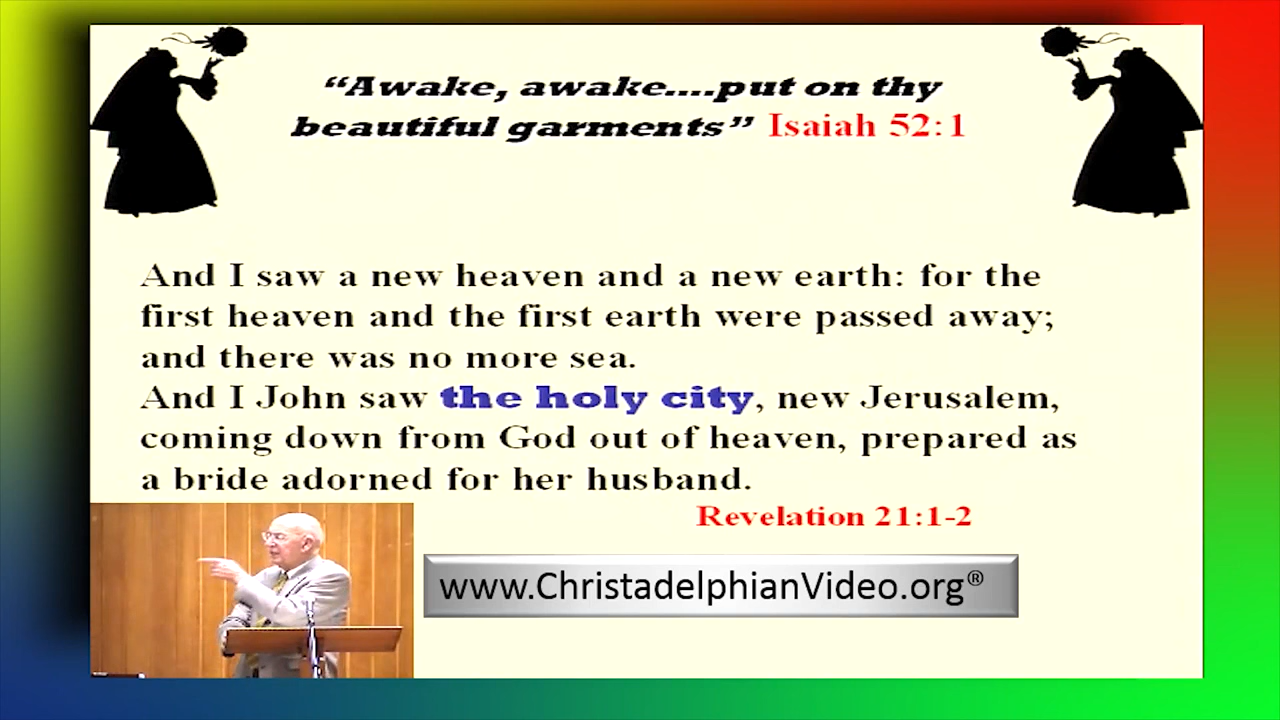 “Awake, awake....put on thy
beautiful garments” Isaiah 52:1
And I saw a new heaven and a new earth: for the
first heaven and the first earth were passed away;
and there was no more sea.
And I John saw the holy city, new Jerusalem,
coming down from God out of heaven, prepared as
a bride adorned for her husband.
Revelation 21:1-2
www.ChristadelphianVideo.org®